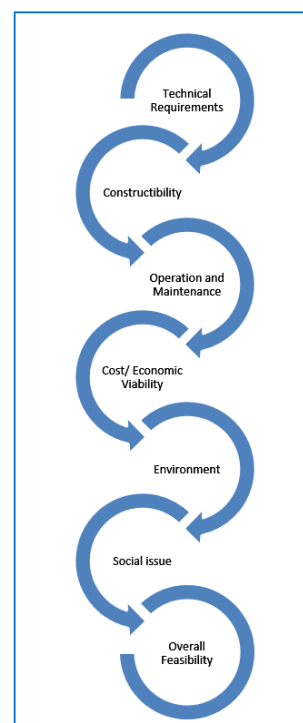 Technical
Requirements
Constructibility
Operation and
Maintenance
Cost/ Economic
Viability
Environment
Social issue
Overall
Feasibility